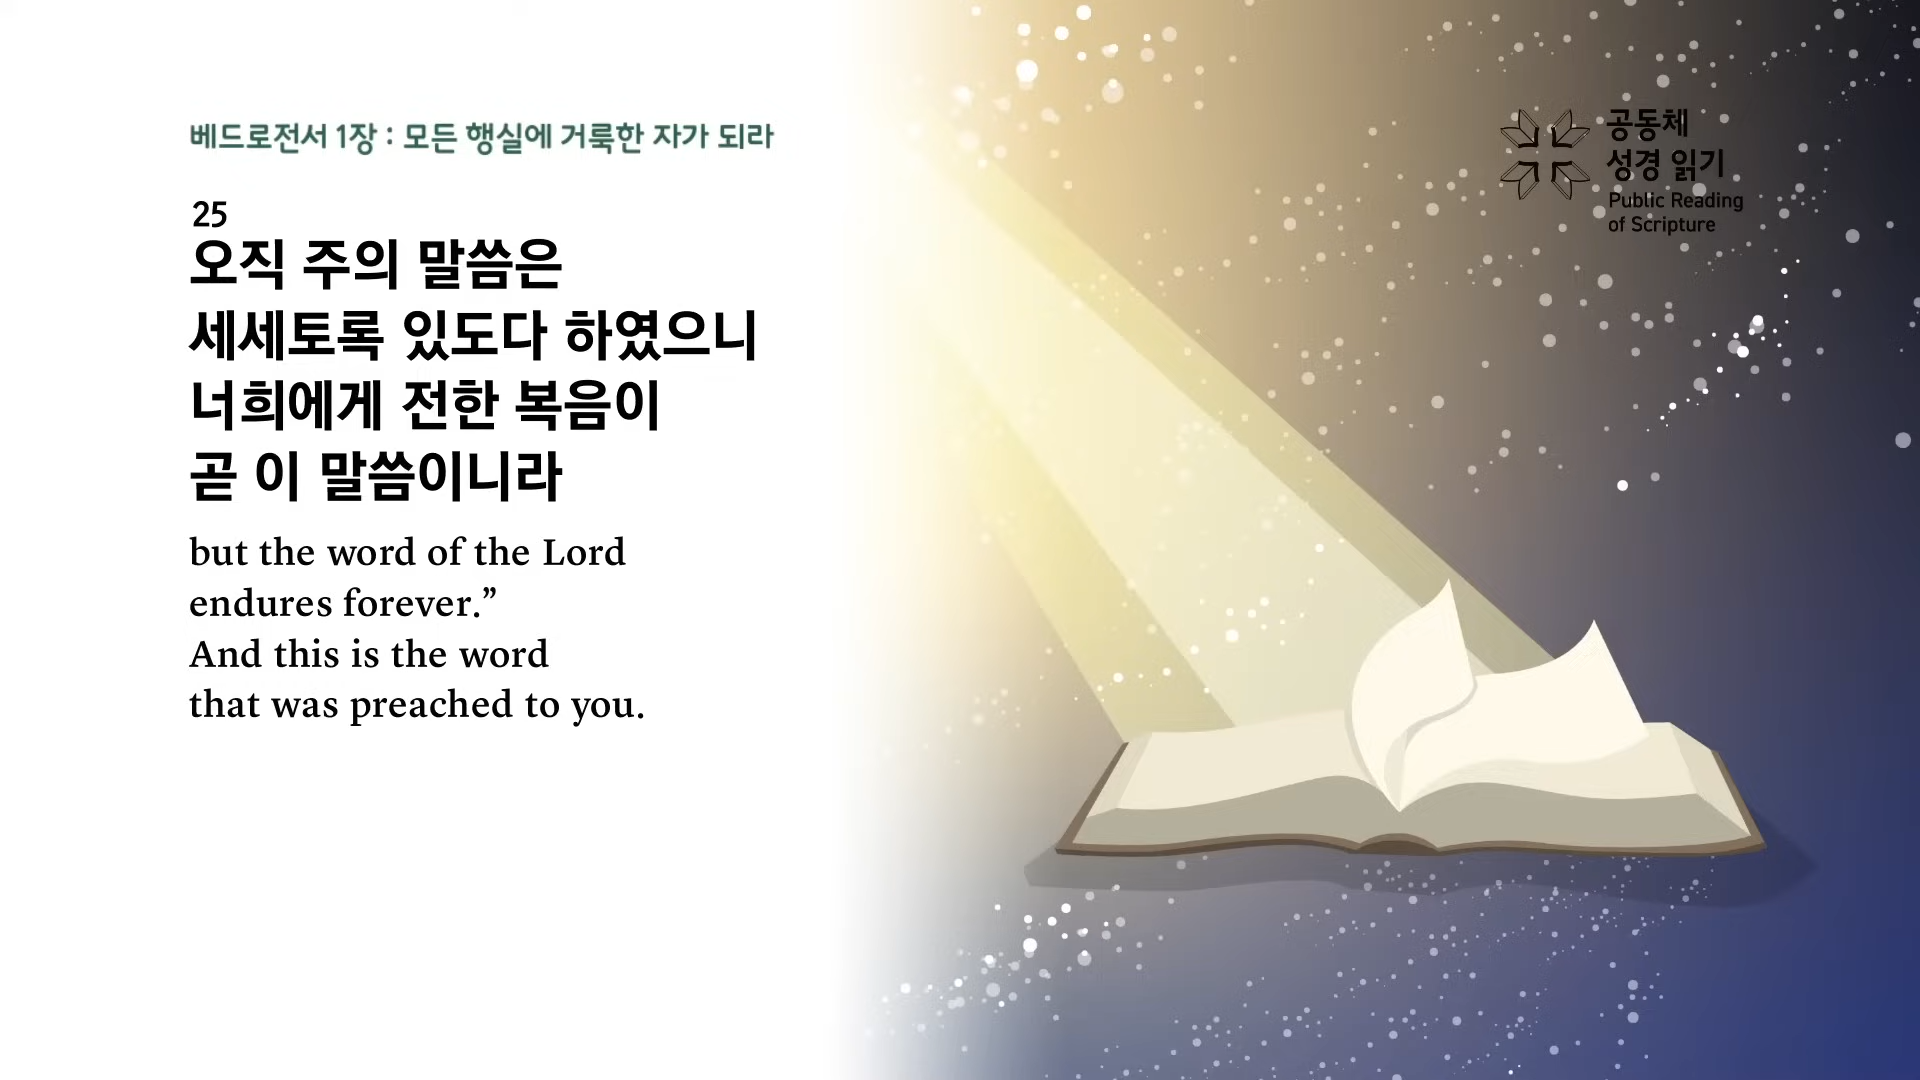 베드로전서 1장 : 모든 행실에 거룩한 자가 되라
25
오직 주의 말씀은
세세토록 있도다 하였으니
너희에게 전한 복음이
곧 이 말씀이니라
but the word of the Lord
endures forever.”
And this is the word
that was preached to you.
공동체
성경 읽기
Public Reading
of Scripture